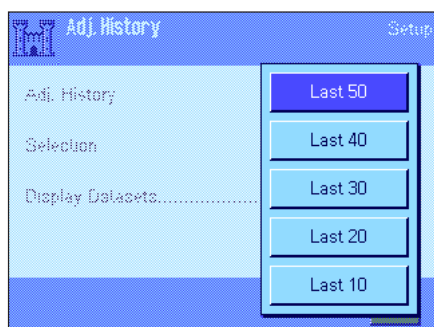 Adj. History
Setup
Adj. History
Selection
Display Datasets..................
Last 50
Last 40
Last 30
Last 20
Last 10